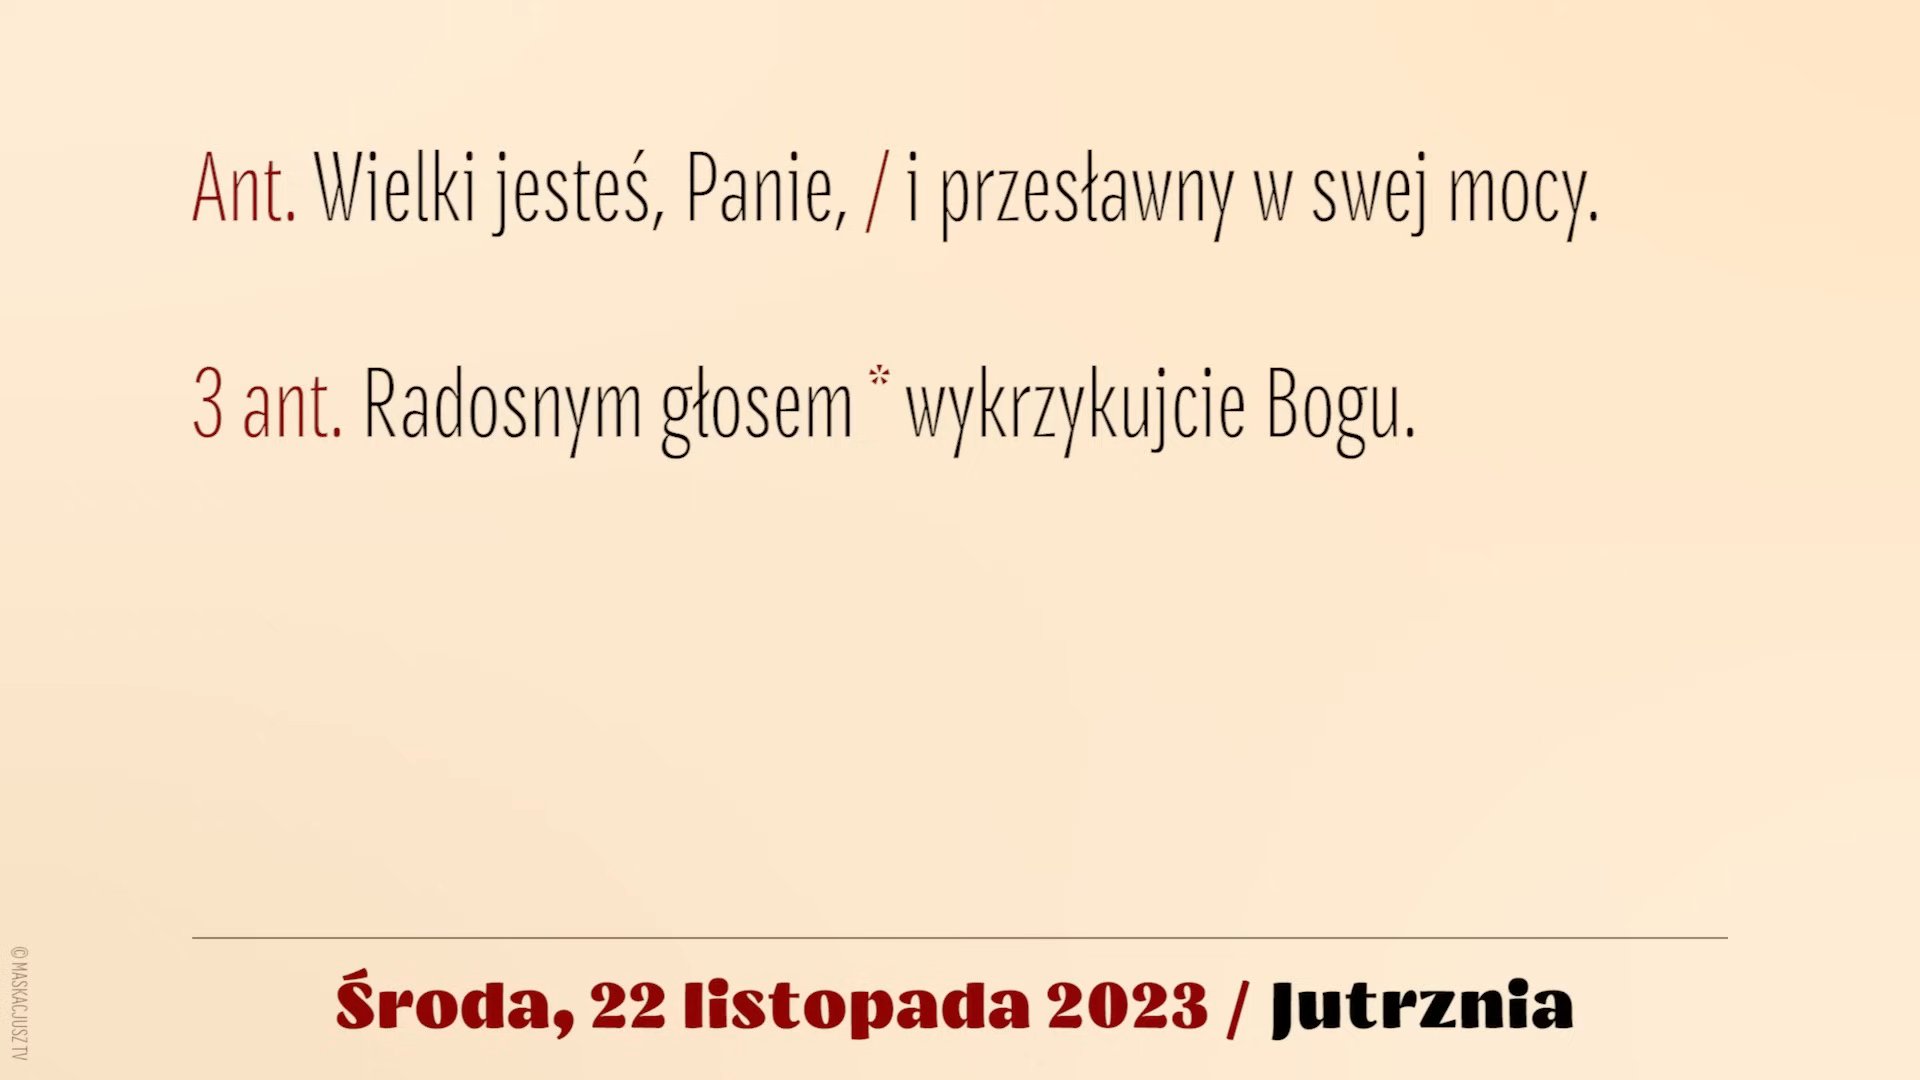 Ant. Wielki jesteś, Panie, / i przesławny w swej mocy.
3 ant. Radosnym głosem * wykrzykujcie Bogu.
Środa, 22 listopada 2023 / Jutrznia
© MASKACJUSZ TV